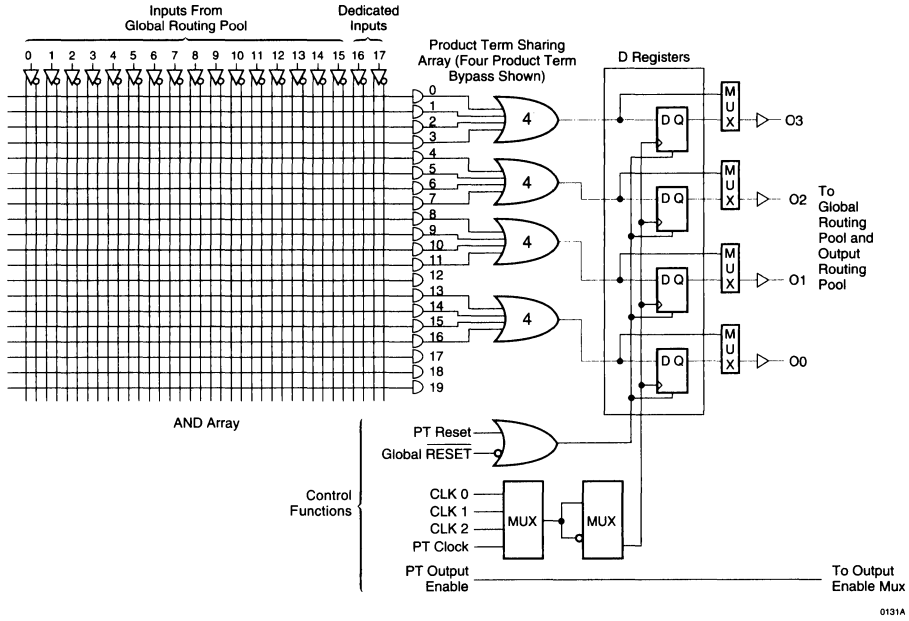 Inputs From
Global Routing Pool
Dedicated
Inputs
0 1 2 3 4 5 6 7 8 9 10 11 12 13 14 15 16 17
Product Term Sharing
Array (Four Product Term
Bypass Shown)
D Registers
0
1
2
3
4
5
6
7
8
9
10
11
12
13
14
15
16
17
18
19
4
4
4
4
D Q
D Q
D Q
D Q
MUX
MUX
MUX
MUX
O3
O2
O1
O0
To
Global
Routing
Pool and
Output
Routing
Pool
AND Array
Control
Functions
PT Reset
Global RESET
CLK 0
CLK 1
CLK 2
PT Clock
MUX
MUX
PT Output
Enable
To Output
Enable Mux
0131A